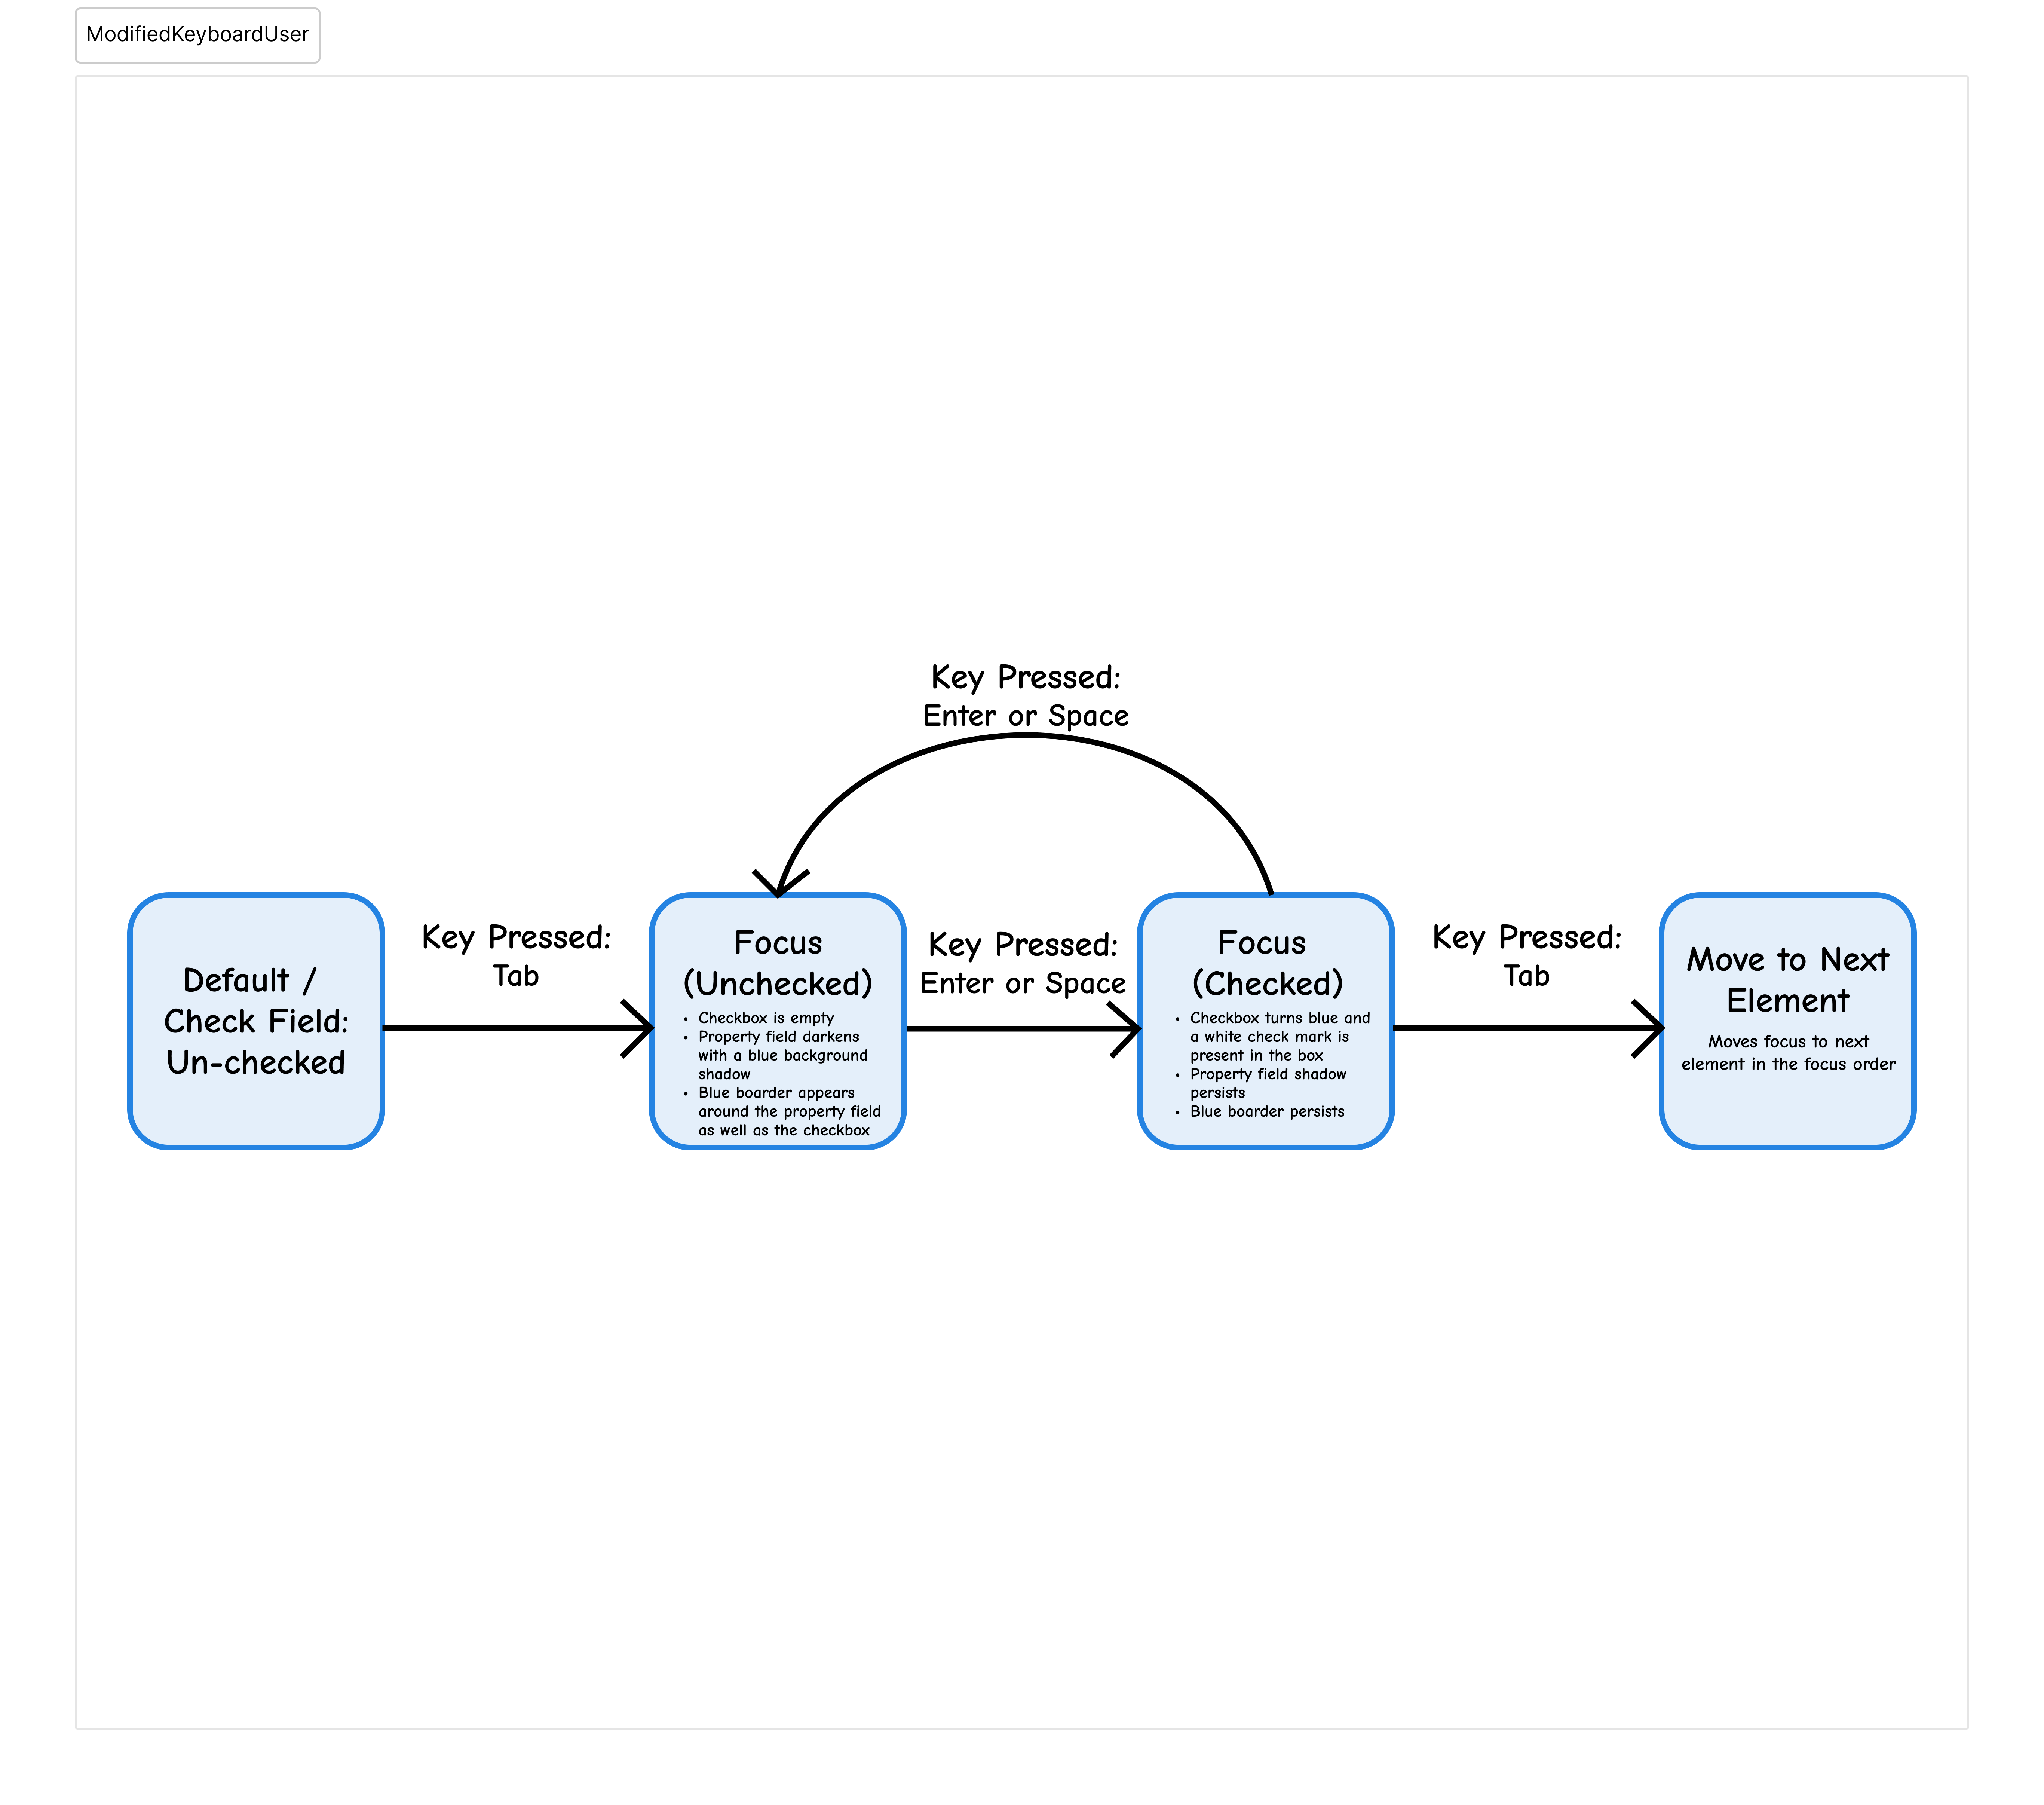 ModifiedKeyboardUser
Key Pressed:
Enter or Space
Default /
Check Field:
Un-checked
Key Pressed:
Tab
Focus
(Unchecked)
• Checkbox is empty
• Property field darkens
with a blue background
shadow
• Blue boarder appears
around the property field
as well as the checkbox
Key Pressed:
Enter or Space
Focus
(Checked)
• Checkbox turns blue and
a white check mark is
present in the box
• Property field shadow
persists
• Blue boarder persists
Key Pressed:
Tab
Move to Next
Element
Moves focus to next
element in the focus order